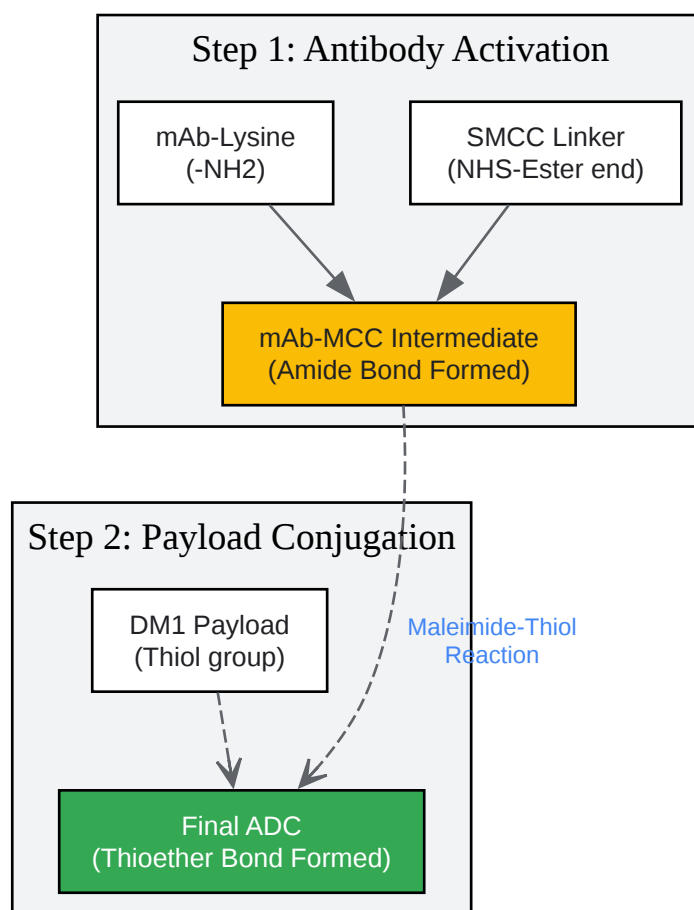 Step 1: Antibody Activation
mAb-Lysine
(-NH2)
SMCC Linker
(NHS-Ester end)
mAb-MCC Intermediate
(Amide Bond Formed)
Step 2: Payload Conjugation
DM1 Payload
(Thiol group)
Maleimide-Thiol
Reaction
Final ADC
(Thioether Bond Formed)